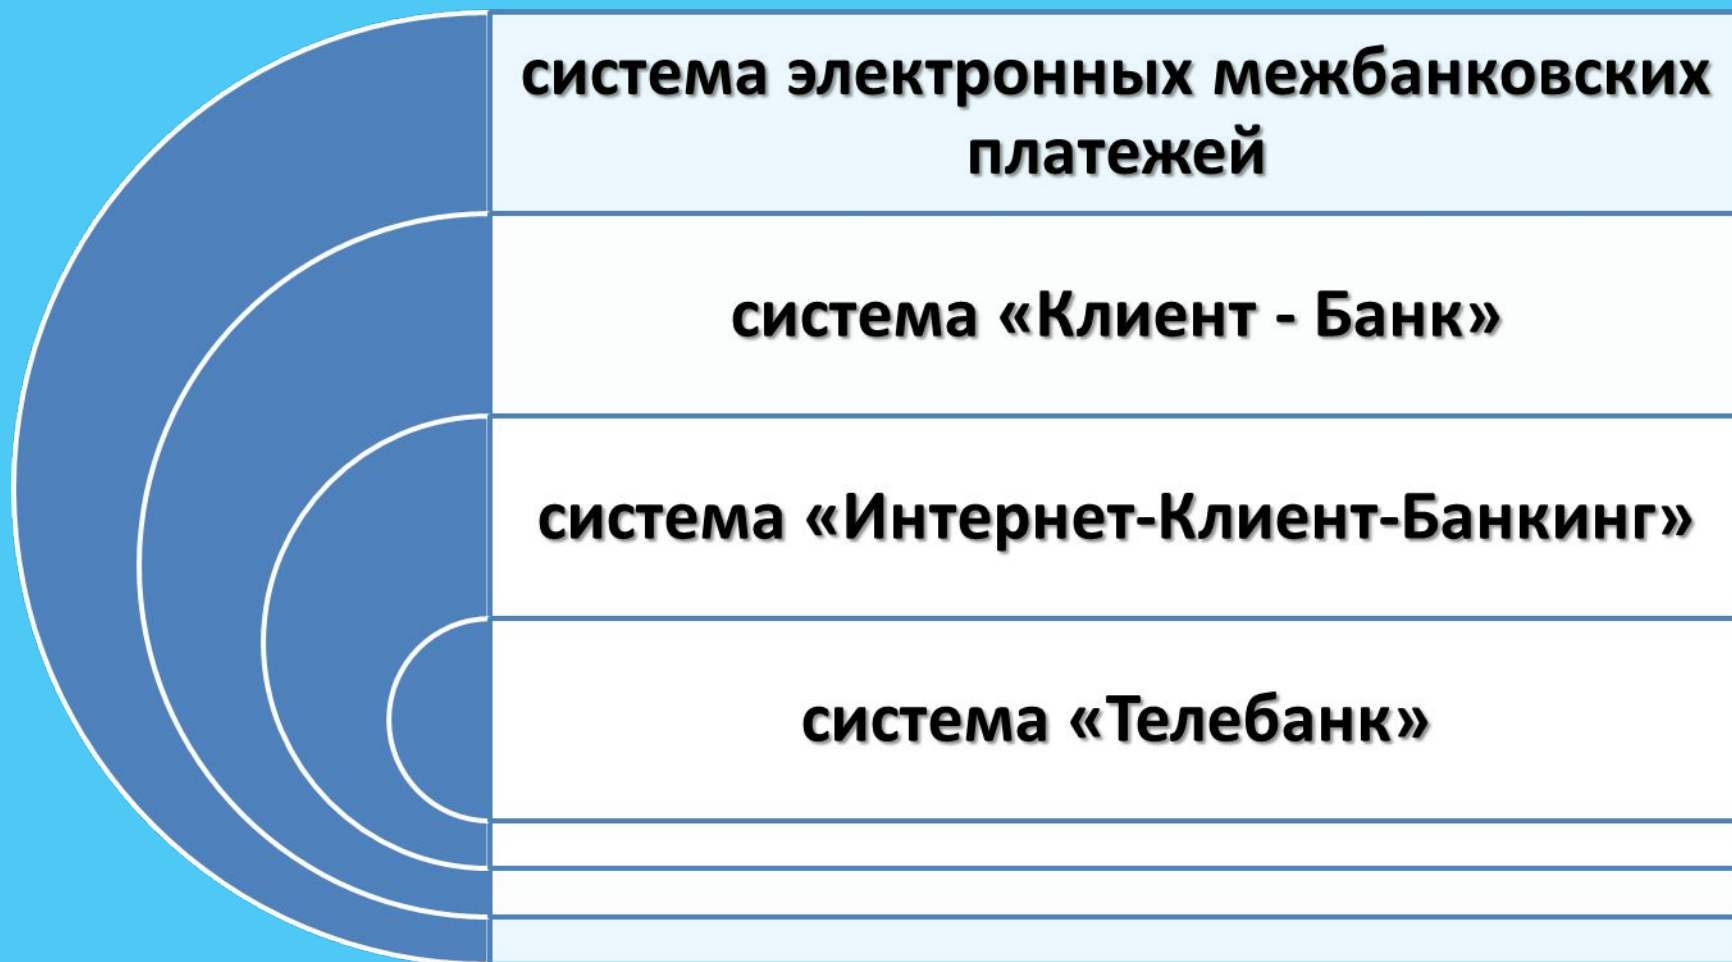 система электронных межбанковских
платежей
система «Клиент - Банк»
система «Интернет-Клиент-Банкинг»
система «Телебанк»